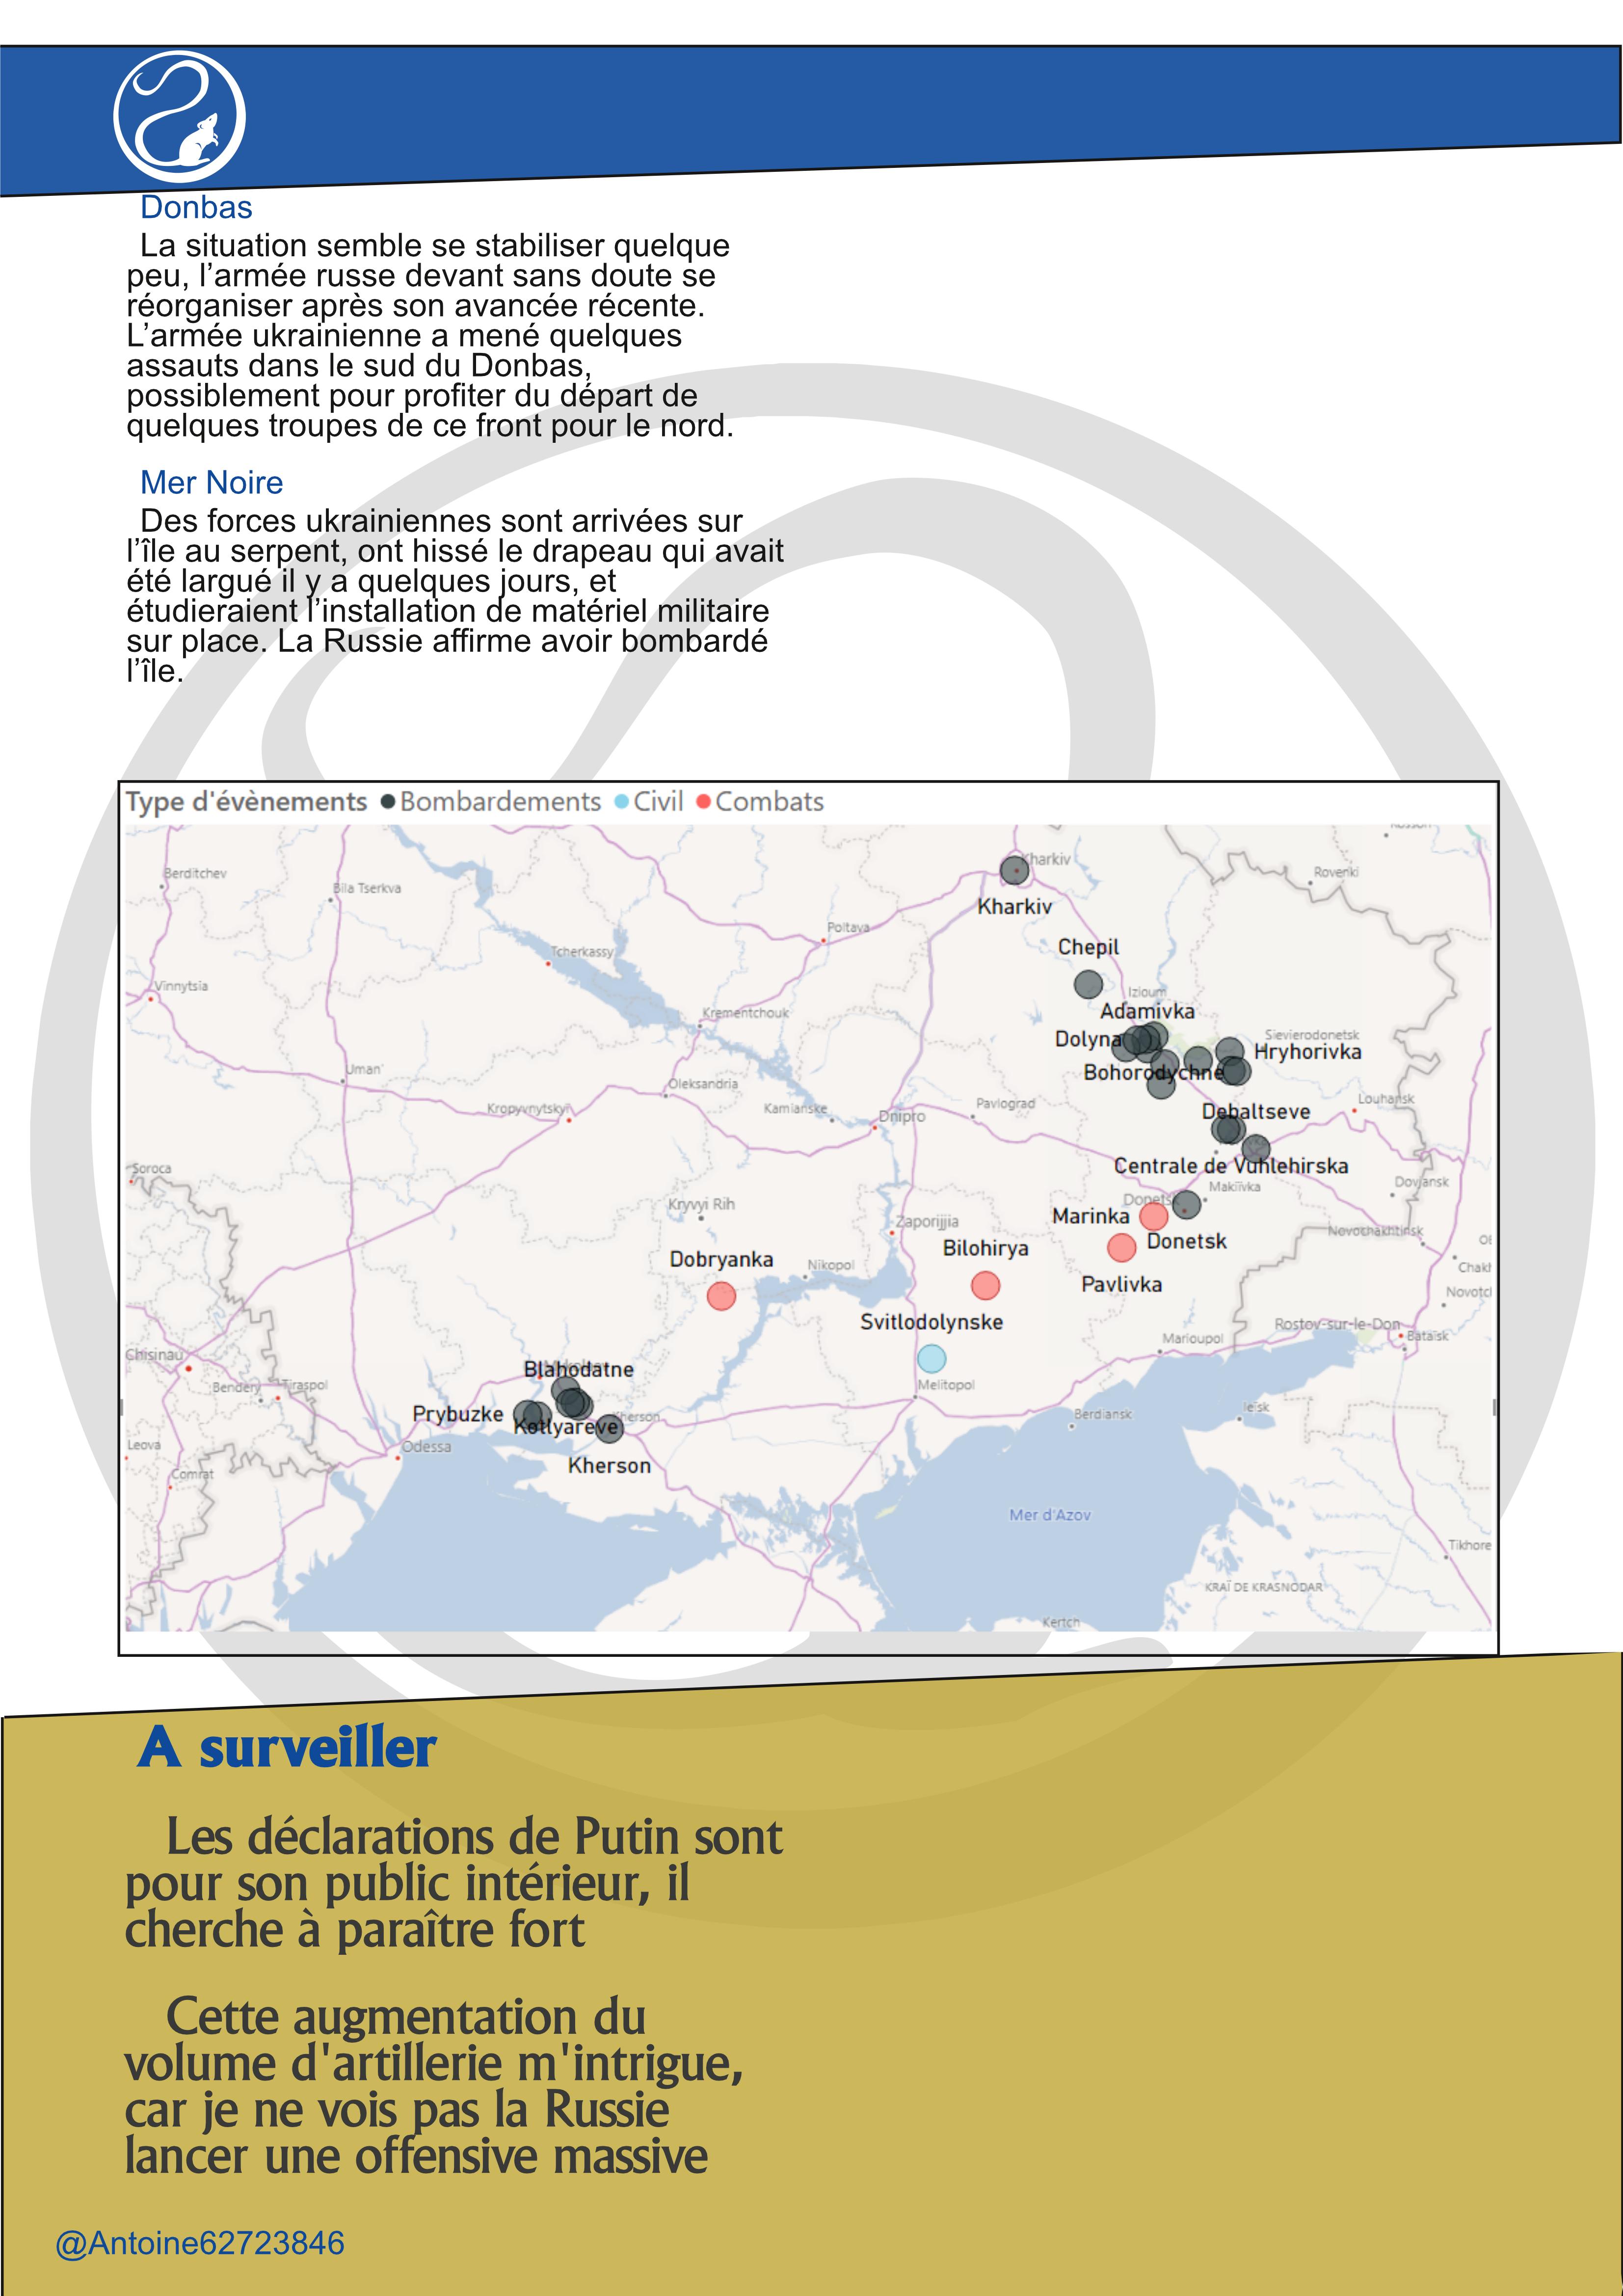 Donbas
La situation semble se stabiliser quelque
peu, l’armée russe devant sans doute se
réorganiser après son avancée récente.
L’armée ukrainienne a mené quelques
assauts dans le sud du Donbas,
possiblement pour profiter du départ de
quelques troupes de ce front pour le nord.
Mer Noire
Des forces ukrainiennes sont arrivées sur
l’île au serpent, ont hissé le drapeau qui avait
été largué il y a quelques jours, et
étudieraient l’installation de matériel militaire
sur place. La Russie affirme avoir bombardé
l’île.
Type d'évènements Bombardements Civil Combats
Kharkiv
Berditchev
Rovenki
Bila Tserkva
Kharkiv
Poltava
Chepil
Tcherkassy
Vinnytsia
Izioum
Krementchouk
Adamivka
Dolyna
Sievierodonetsk
Hryhorivka
Uman'
Bohorodychne
Oleksandria
Kropyvnytskyi
Kamianske
Dnipro
Pavlograd
Louhansk
Debaltseve
Soroca
Centrale de Vuhlehirska
Makiïvka
Dovjansk
Donetsk
Kryvyi Rih
Marinka
Zaporijjia
Novochakhtinsk
Donetsk
Bilohirya
Dobryanka
Nikopol
Chakh
Pavlivka
Novotc
Svitlodolynske
Rostov-sur-le-Don
Marioupol
Bataïsk
Chisinau
Blahodatne
Bendery
Tiraspol
Melitopol
Prybuzke
Kherson
Berdiansk
Ieïsk
Kotlyareve
Leova
Odessa
Kherson
Comrat
Mer d'Azov
Tikhore
KRAÏ DE KRASNODAR
Kertch
A surveiller
Les déclarations de Putin sont
pour son public intérieur, il
cherche à paraître fort
Cette augmentation du
volume d'artillerie m'intrigue,
car je ne vois pas la Russie
lancer une offensive massive
@Antoine62723846